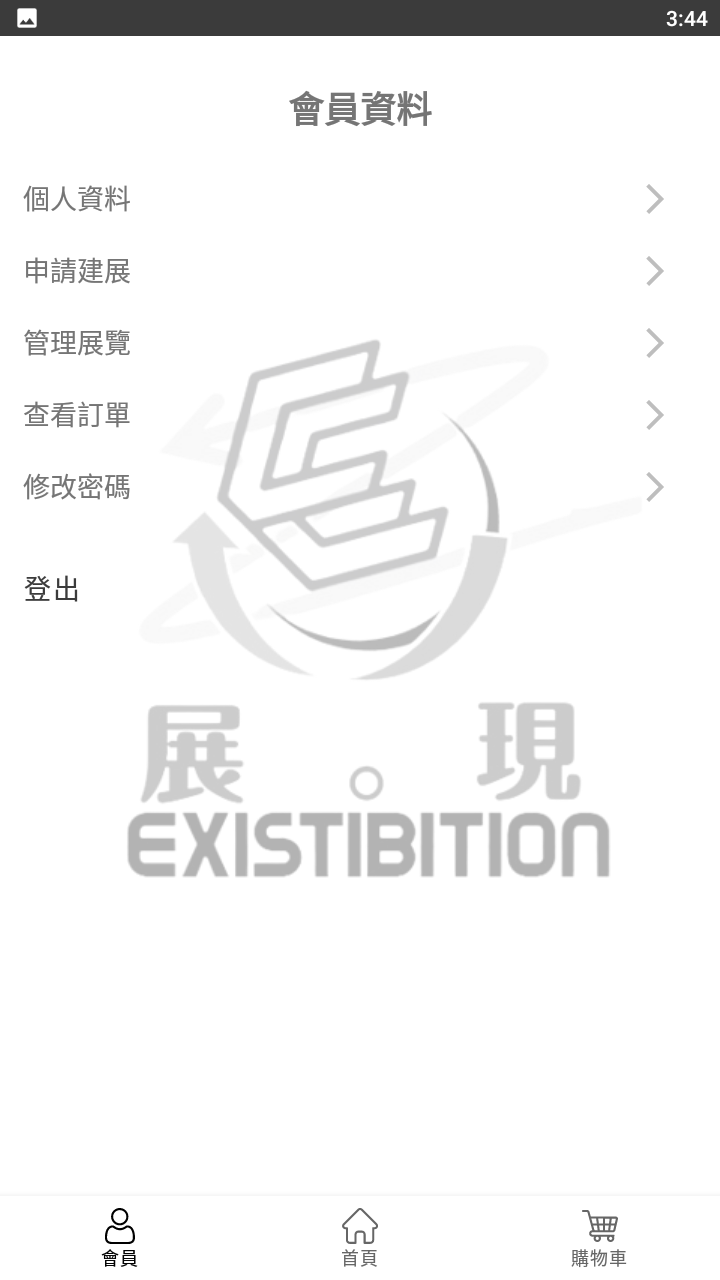 3:44
會員資料
個人資料
申請建展
管理展覽
查看訂單
修改密碼
登出
展。現
EXISTIBITION
會員
首頁
購物車